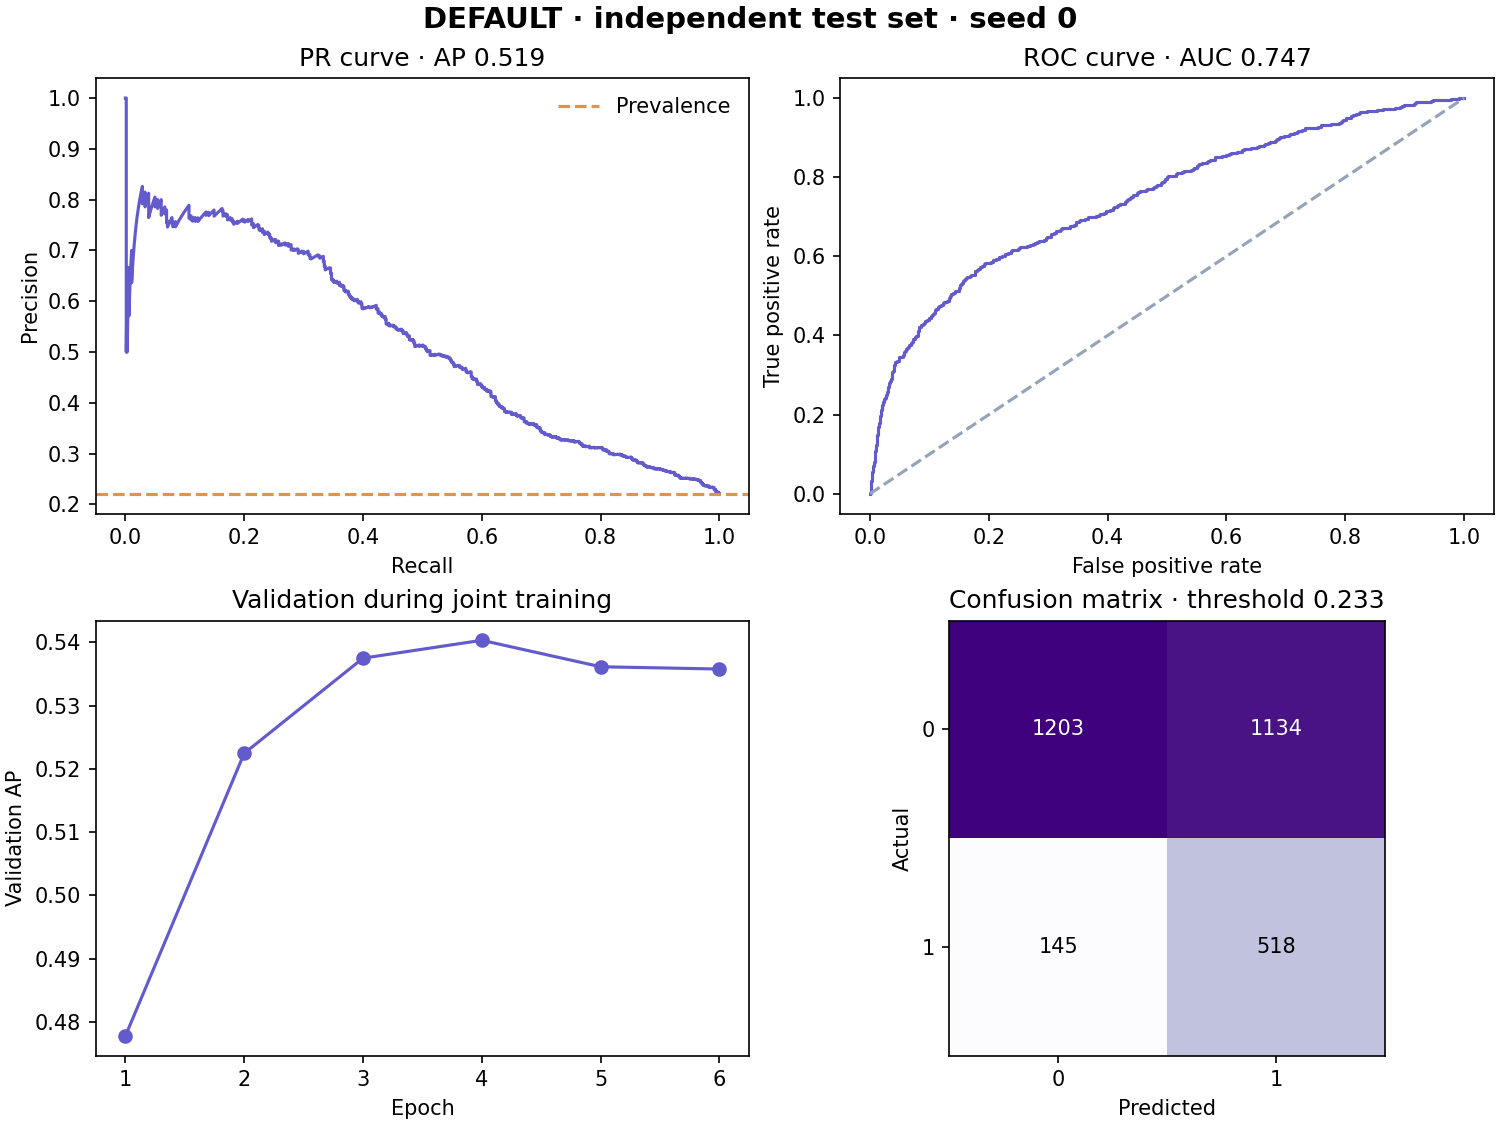 DEFAULT · independent test set · seed 0
PR curve · AP 0.519
Precision
1.0
0.9
0.8
0.7
0.6
0.5
0.4
0.3
0.2
Prevalence
0.0 0.2 0.4 0.6 0.8 1.0
Recall
ROC curve · AUC 0.747
True positive rate
1.0
0.8
0.6
0.4
0.2
0.0
0.0 0.2 0.4 0.6 0.8 1.0
False positive rate
Validation during joint training
Validation AP
0.54
0.53
0.52
0.51
0.50
0.49
0.48
1 2 3 4 5 6
Epoch
Confusion matrix · threshold 0.233
Actual
0 1203 1134
1 145 518
0 1
Predicted